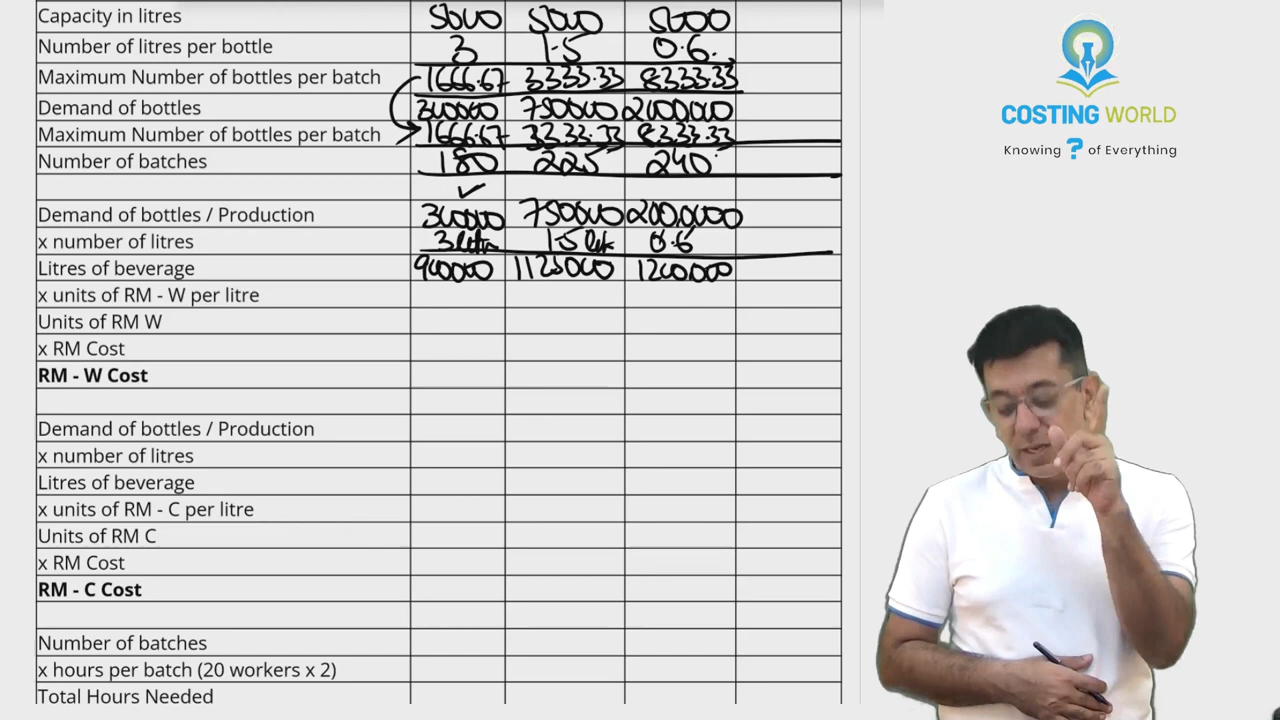 Capacity in litres 5000 5000 5000
Number of litres per bottle 3 1.5 0.6.
Maximum Number of bottles per batch 1666.67 3333.33 8333.33
Demand of bottles 300000 750000 2000,000
Maximum Number of bottles per batch 1666.67 3333.33 8333.33
Number of batches 180 225 240
Demand of bottles / Production 300000 750000 200,0000
x number of litres 3 1.5 0.6
Litres of beverage 900000 1125000 1200,000
x units of RM - W per litre
Units of RM W
x RM Cost
RM - W Cost
Demand of bottles / Production
x number of litres
Litres of beverage
x units of RM - C per litre
Units of RM C
x RM Cost
RM - C Cost
Number of batches
x hours per batch (20 workers x 2)
Total Hours Needed
COSTING WORLD
Knowing ? of Everything